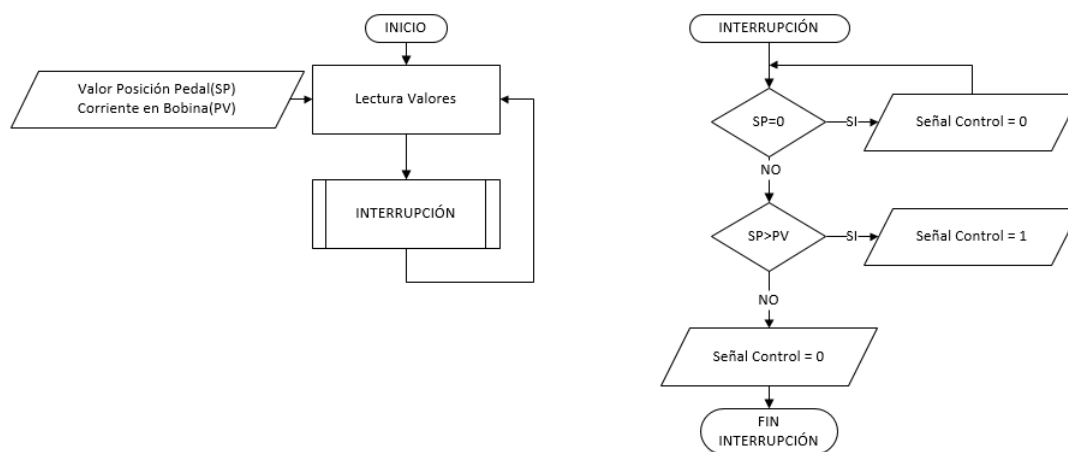 INICIO
Valor Posición Pedal(SP)
Corriente en Bobina(PV)
Lectura Valores
INTERRUPCIÓN
INTERRUPCIÓN
SP=0
SI
Señal Control = 0
NO
SP>PV
SI
Señal Control = 1
NO
Señal Control = 0
FIN
INTERRUPCIÓN